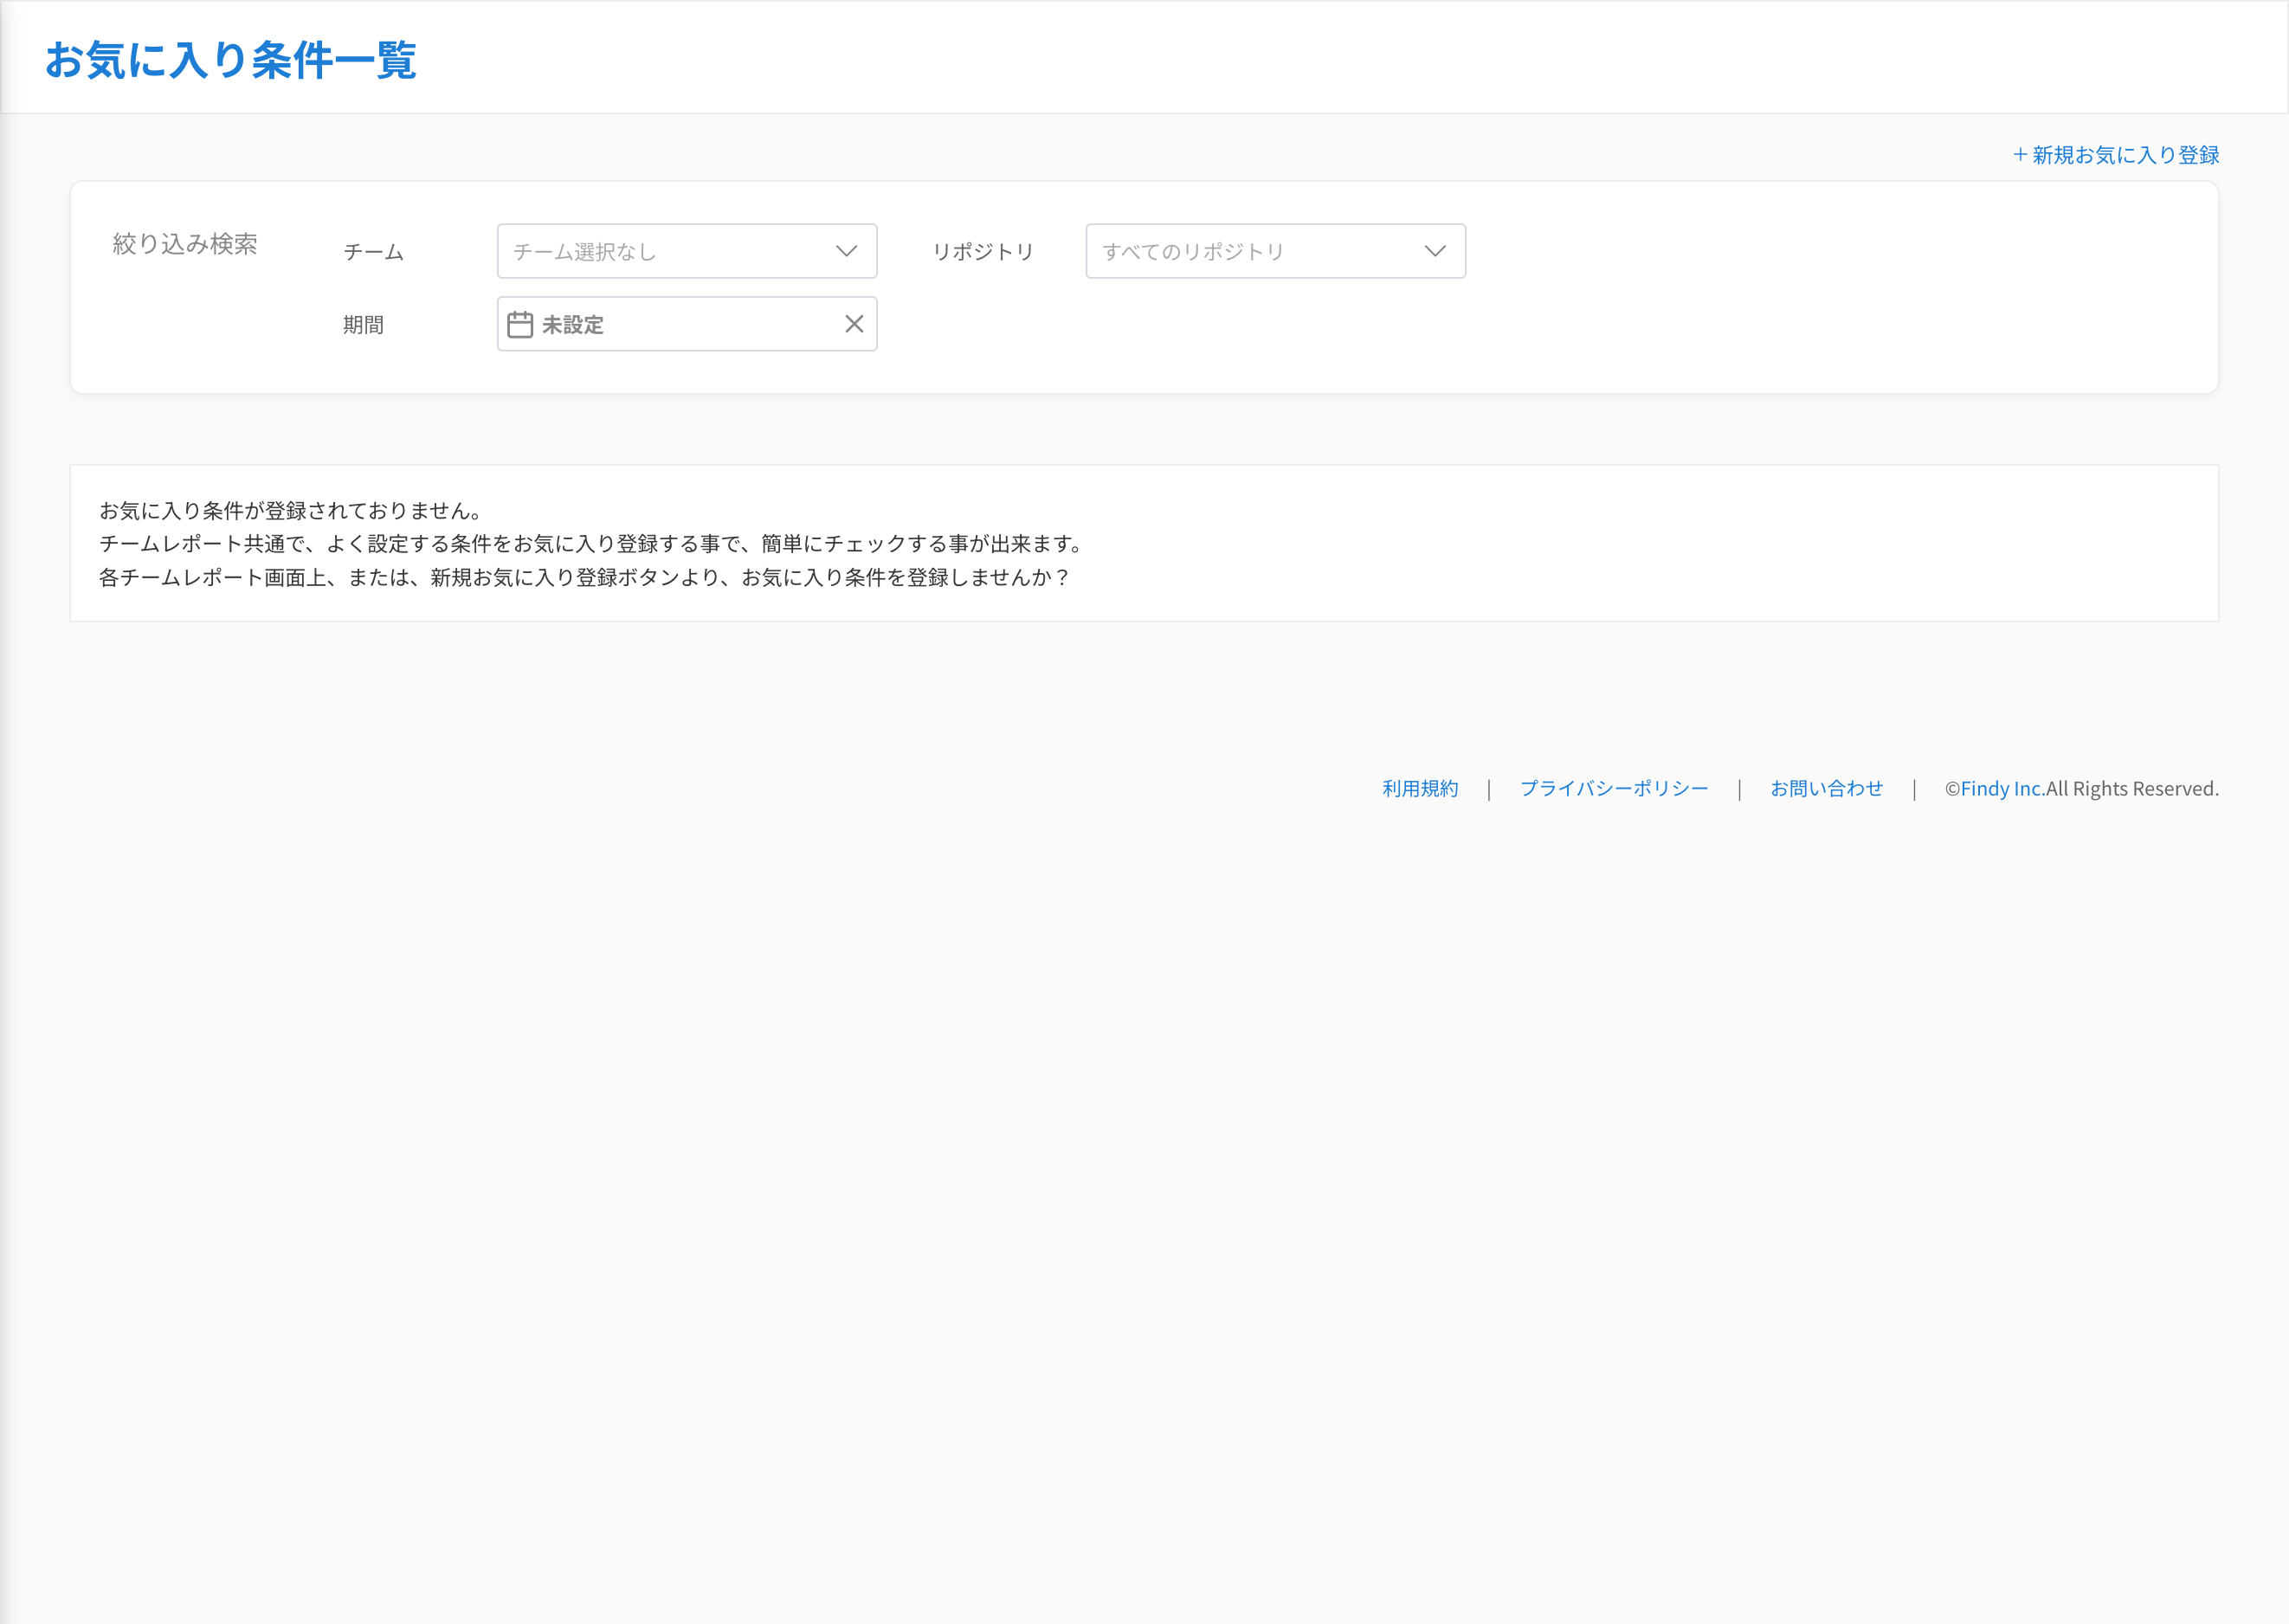 お気に入り条件一覧
＋新規お気に入り登録
絞り込み検索
チーム
チーム選択なし
リポジトリ
すべてのリポジトリ
期間
未設定
お気に入り条件が登録されておりません。
チームレポート共通で、よく設定する条件をお気に入り登録する事で、簡単にチェックする事が出来ます。
各チームレポート画面上、または、新規お気に入り登録ボタンより、お気に入り条件を登録しませんか？
利用規約 | プライバシーポリシー | お問い合わせ | ©Findy Inc.All Rights Reserved.